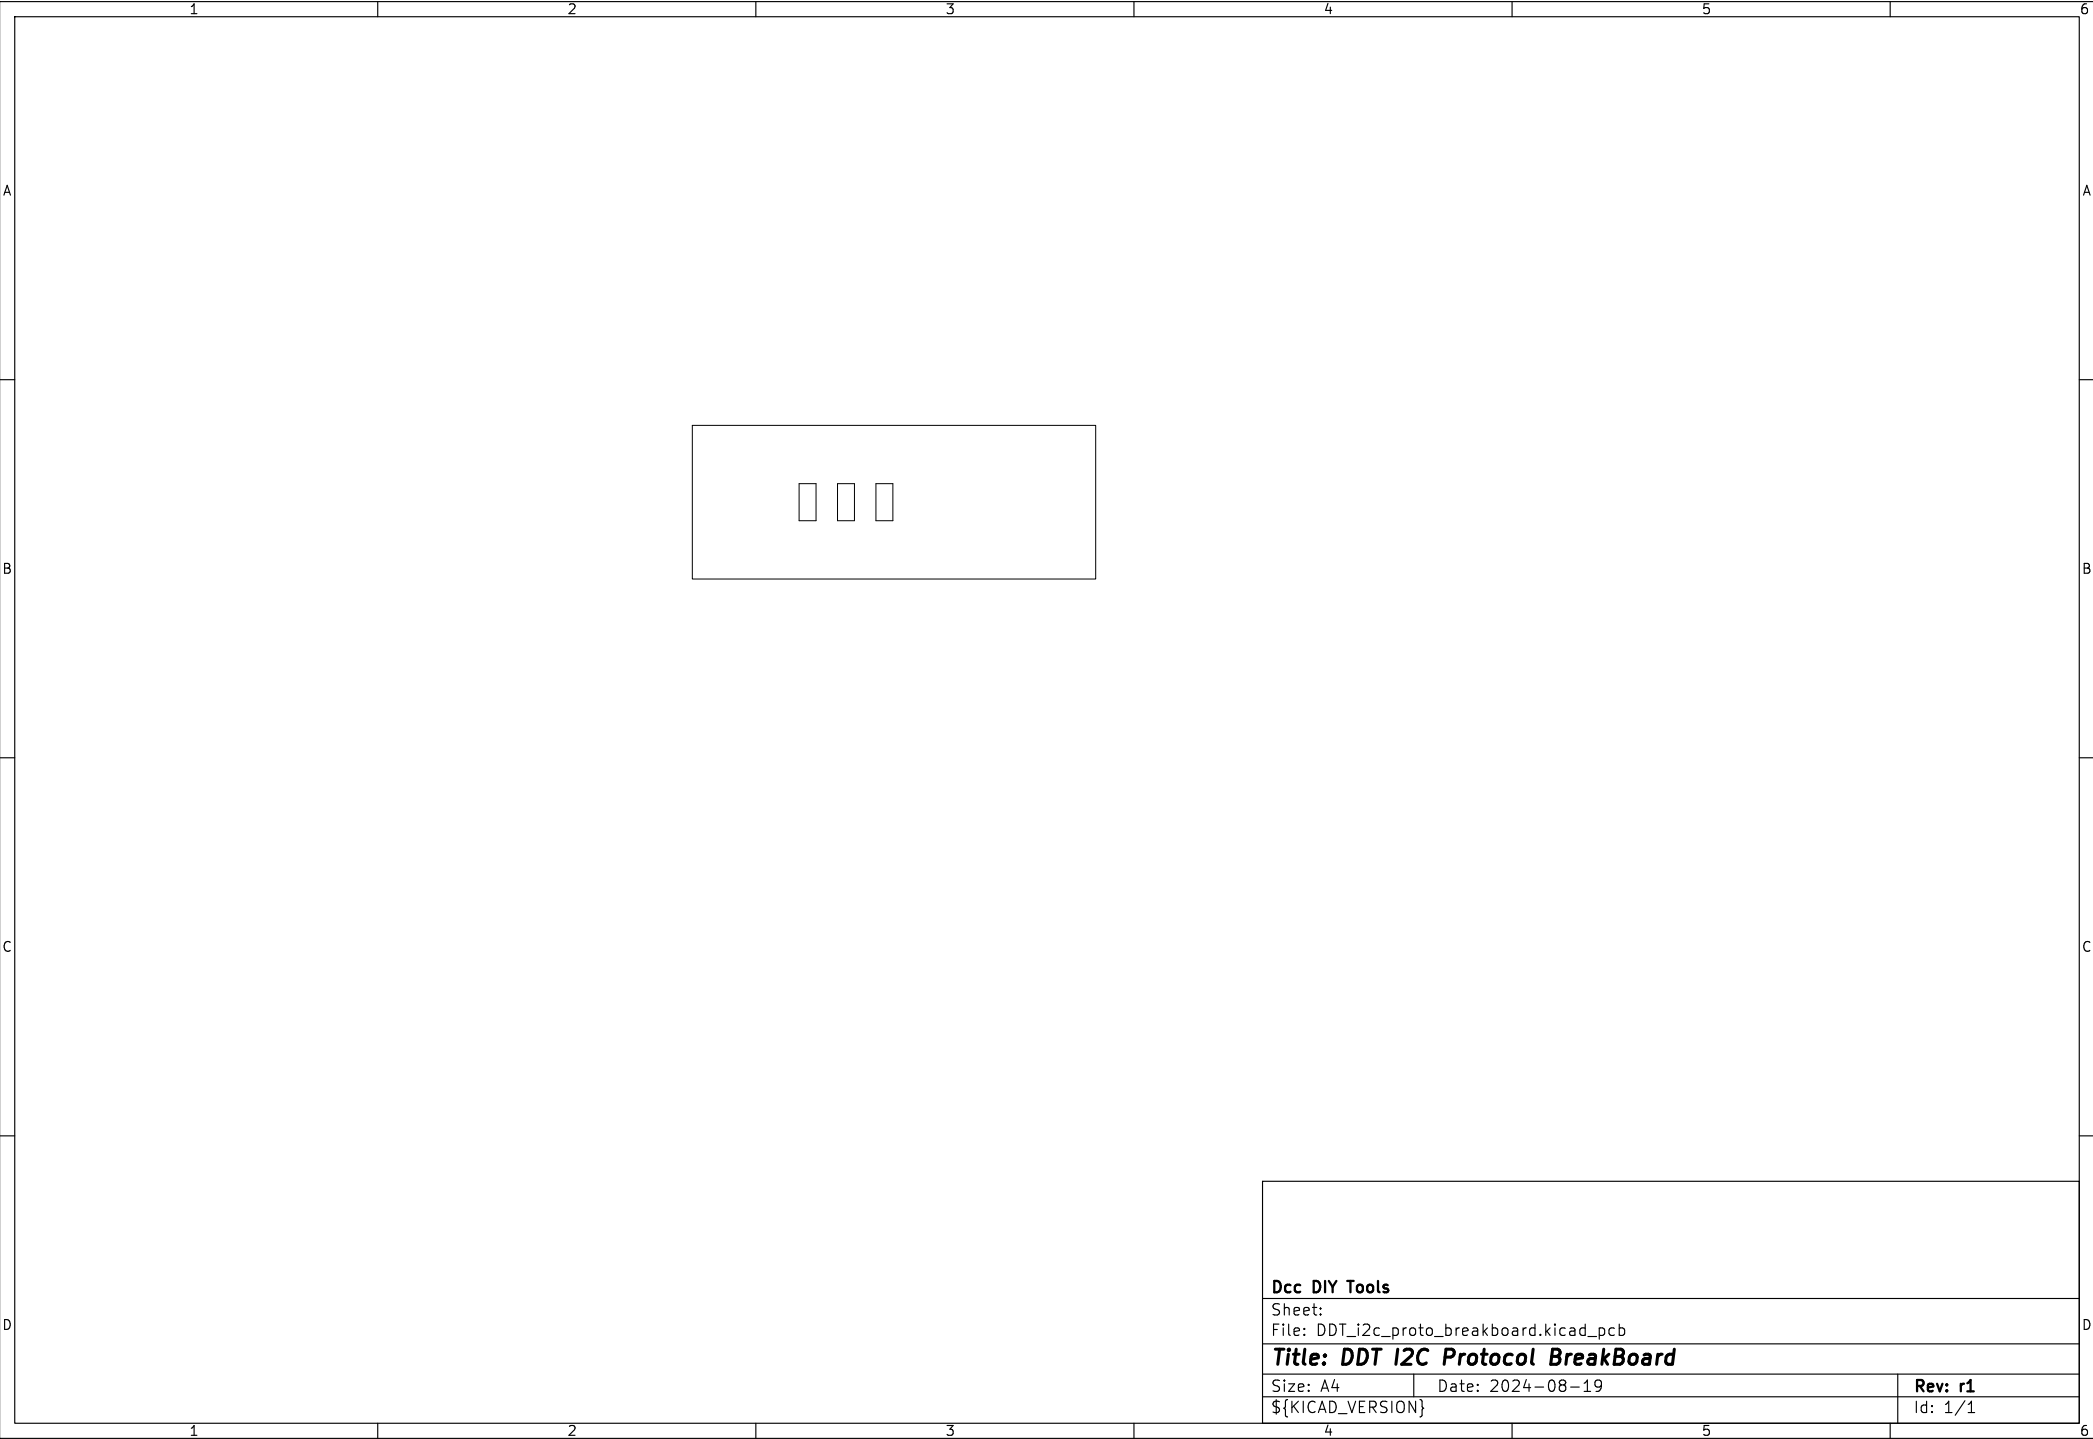 1 2 3 4 5 6
A A
B B
C C
Dcc DIY Tools
Sheet:
D D
File: DDT_i2c_proto_breakboard.kicad_pcb
Title: DDT I2C Protocol BreakBoard
Size: A4 Date: 2024-08-19 Rev: r1
${KICAD_VERSION} Id: 1/1
1 2 3 4 5 6